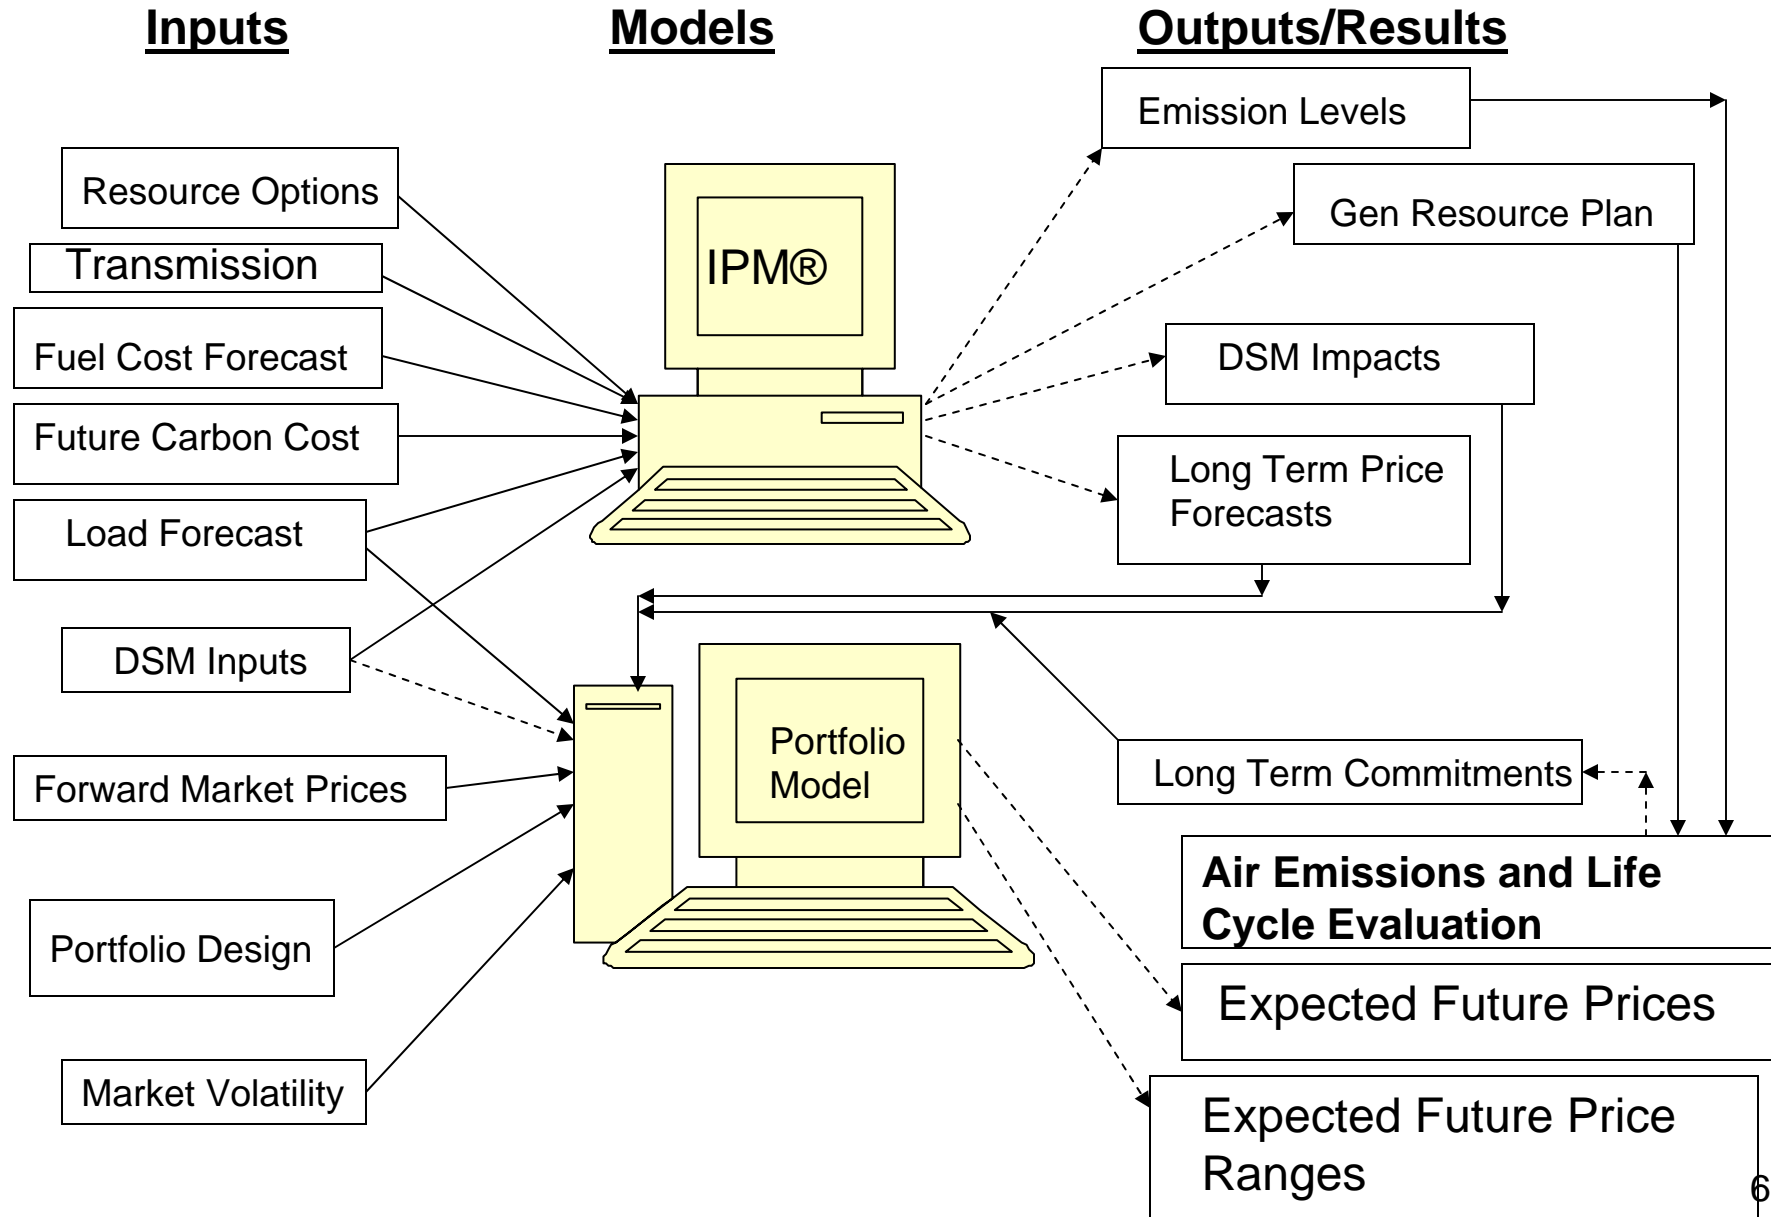 Inputs
Models
Outputs/Results
Resource Options
Transmission
Fuel Cost Forecast
Future Carbon Cost
Load Forecast
DSM Inputs
Forward Market Prices
Portfolio Design
Market Volatility
IPM®
Portfolio
Model
Emission Levels
Gen Resource Plan
DSM Impacts
Long Term Price
Forecasts
Long Term Commitments
Air Emissions and Life
Cycle Evaluation
Expected Future Prices
Expected Future Price
Ranges
6